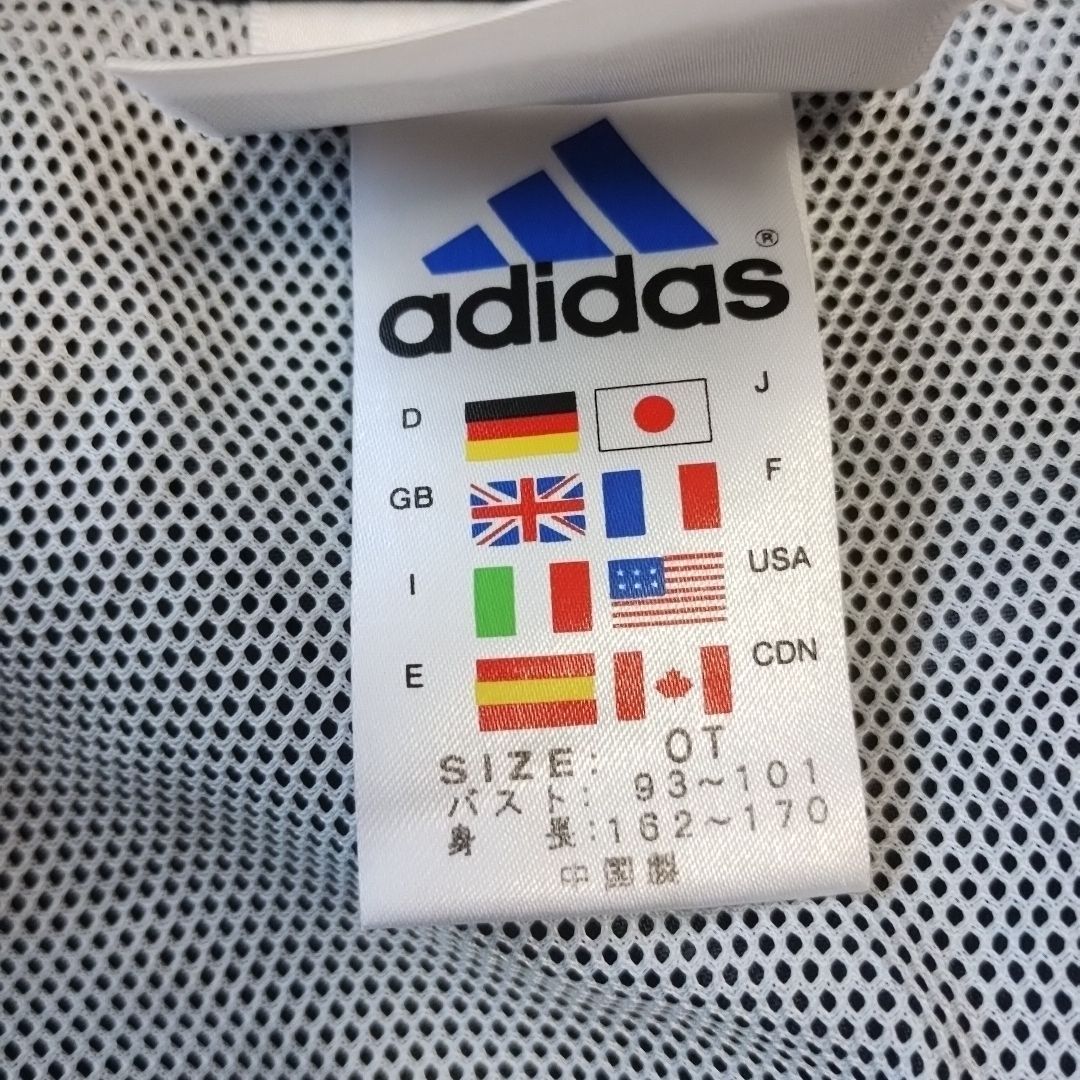 adidas®
D J
GB F
I USA
E CDN
SIZE: OT
バスト: 93~101
身 長:162~170
中国製